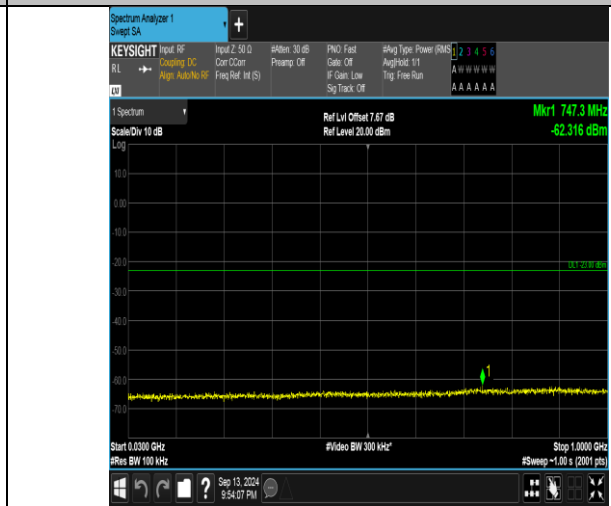 Spectrum Analyzer 1
Swept SA
+
KEYSIGHT Input: RF Input Z: 50 Ω #Atten: 30 dB PNO: Fast #Avg Type: Power (RMS 1 2 3 4 5 6
RL Coupling: DC Corr CCorr Preamp: Off Gate: Off Avg|Hold: 1/1 A W W W W W
Align: Auto/No RF Freq Ref: Int (S) IF Gain: Low Trig: Free Run
Sig Track: Off A A A A A A
LXI
1 Spectrum Ref Lvl Offset 7.67 dB Mkr1 747.3 MHz
Scale/Div 10 dB Ref Level 20.00 dBm -62.316 dBm
Log
10.0
0.00
-10.0
-20.0
DL1 -23.00 dBm
-30.0
-40.0
-50.0
-60.0
1
-70.0
Start 0.0300 GHz #Video BW 300 kHz* Stop 1.0000 GHz
#Res BW 100 kHz #Sweep ~1.00 s (2001 pts)
? Sep 13, 2024
9:54:07 PM